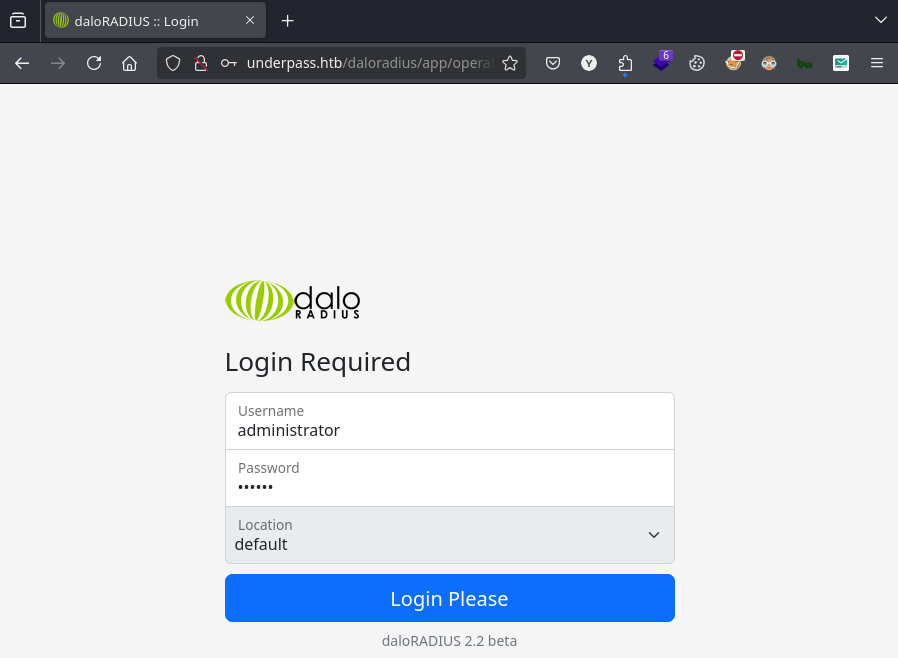 daloRADIUS :: Login
underpass.htb/daloradius/app/opera
6
Y
bw
dalo
RADIUS
Login Required
Username
administrator
Password
••••••
Location
default
Login Please
daloRADIUS 2.2 beta